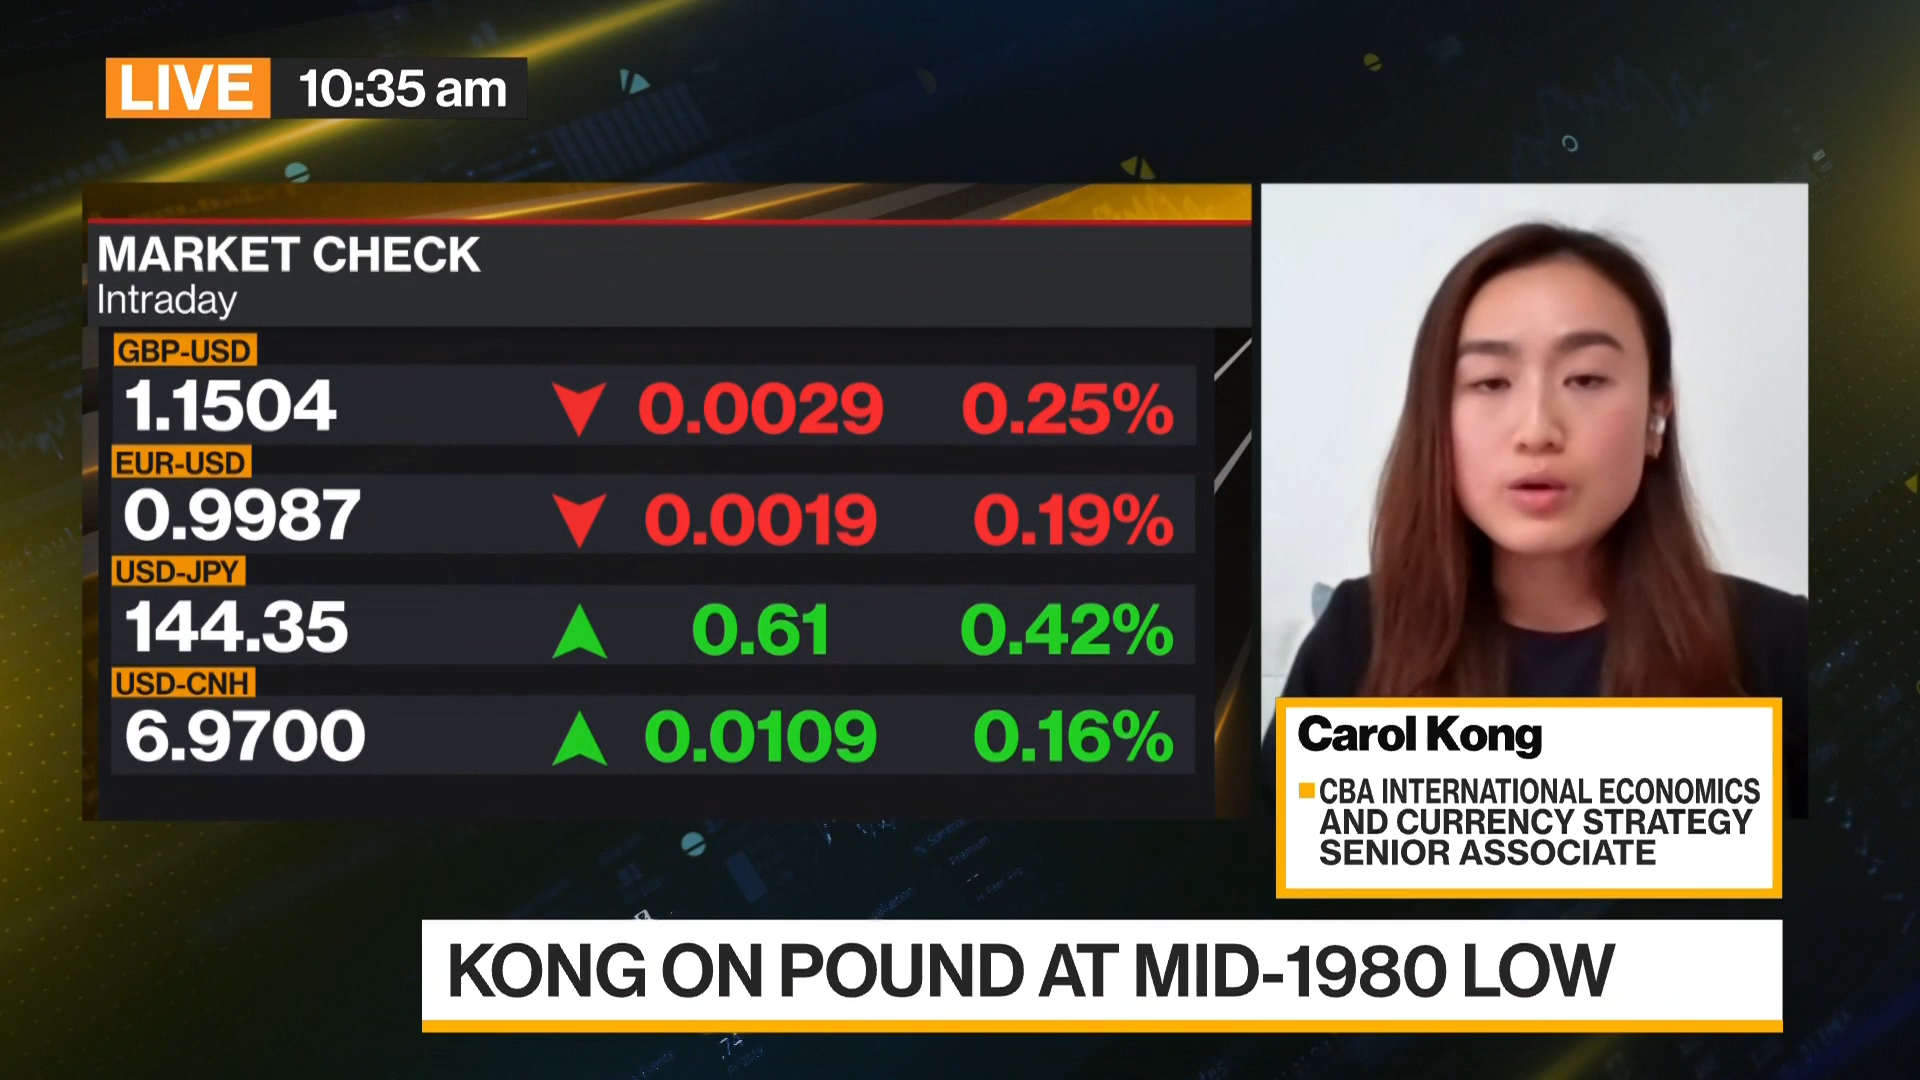 LIVE 10:35 am
MARKET CHECK
Intraday
GBP-USD
1.1504 0.0029 0.25%
EUR-USD
0.9987 0.0019 0.19%
USD-JPY
144.35 0.61 0.42%
USD-CNH
6.9700 0.0109 0.16%
Carol Kong
CBA INTERNATIONAL ECONOMICS
AND CURRENCY STRATEGY
SENIOR ASSOCIATE
KONG ON POUND AT MID-1980 LOW